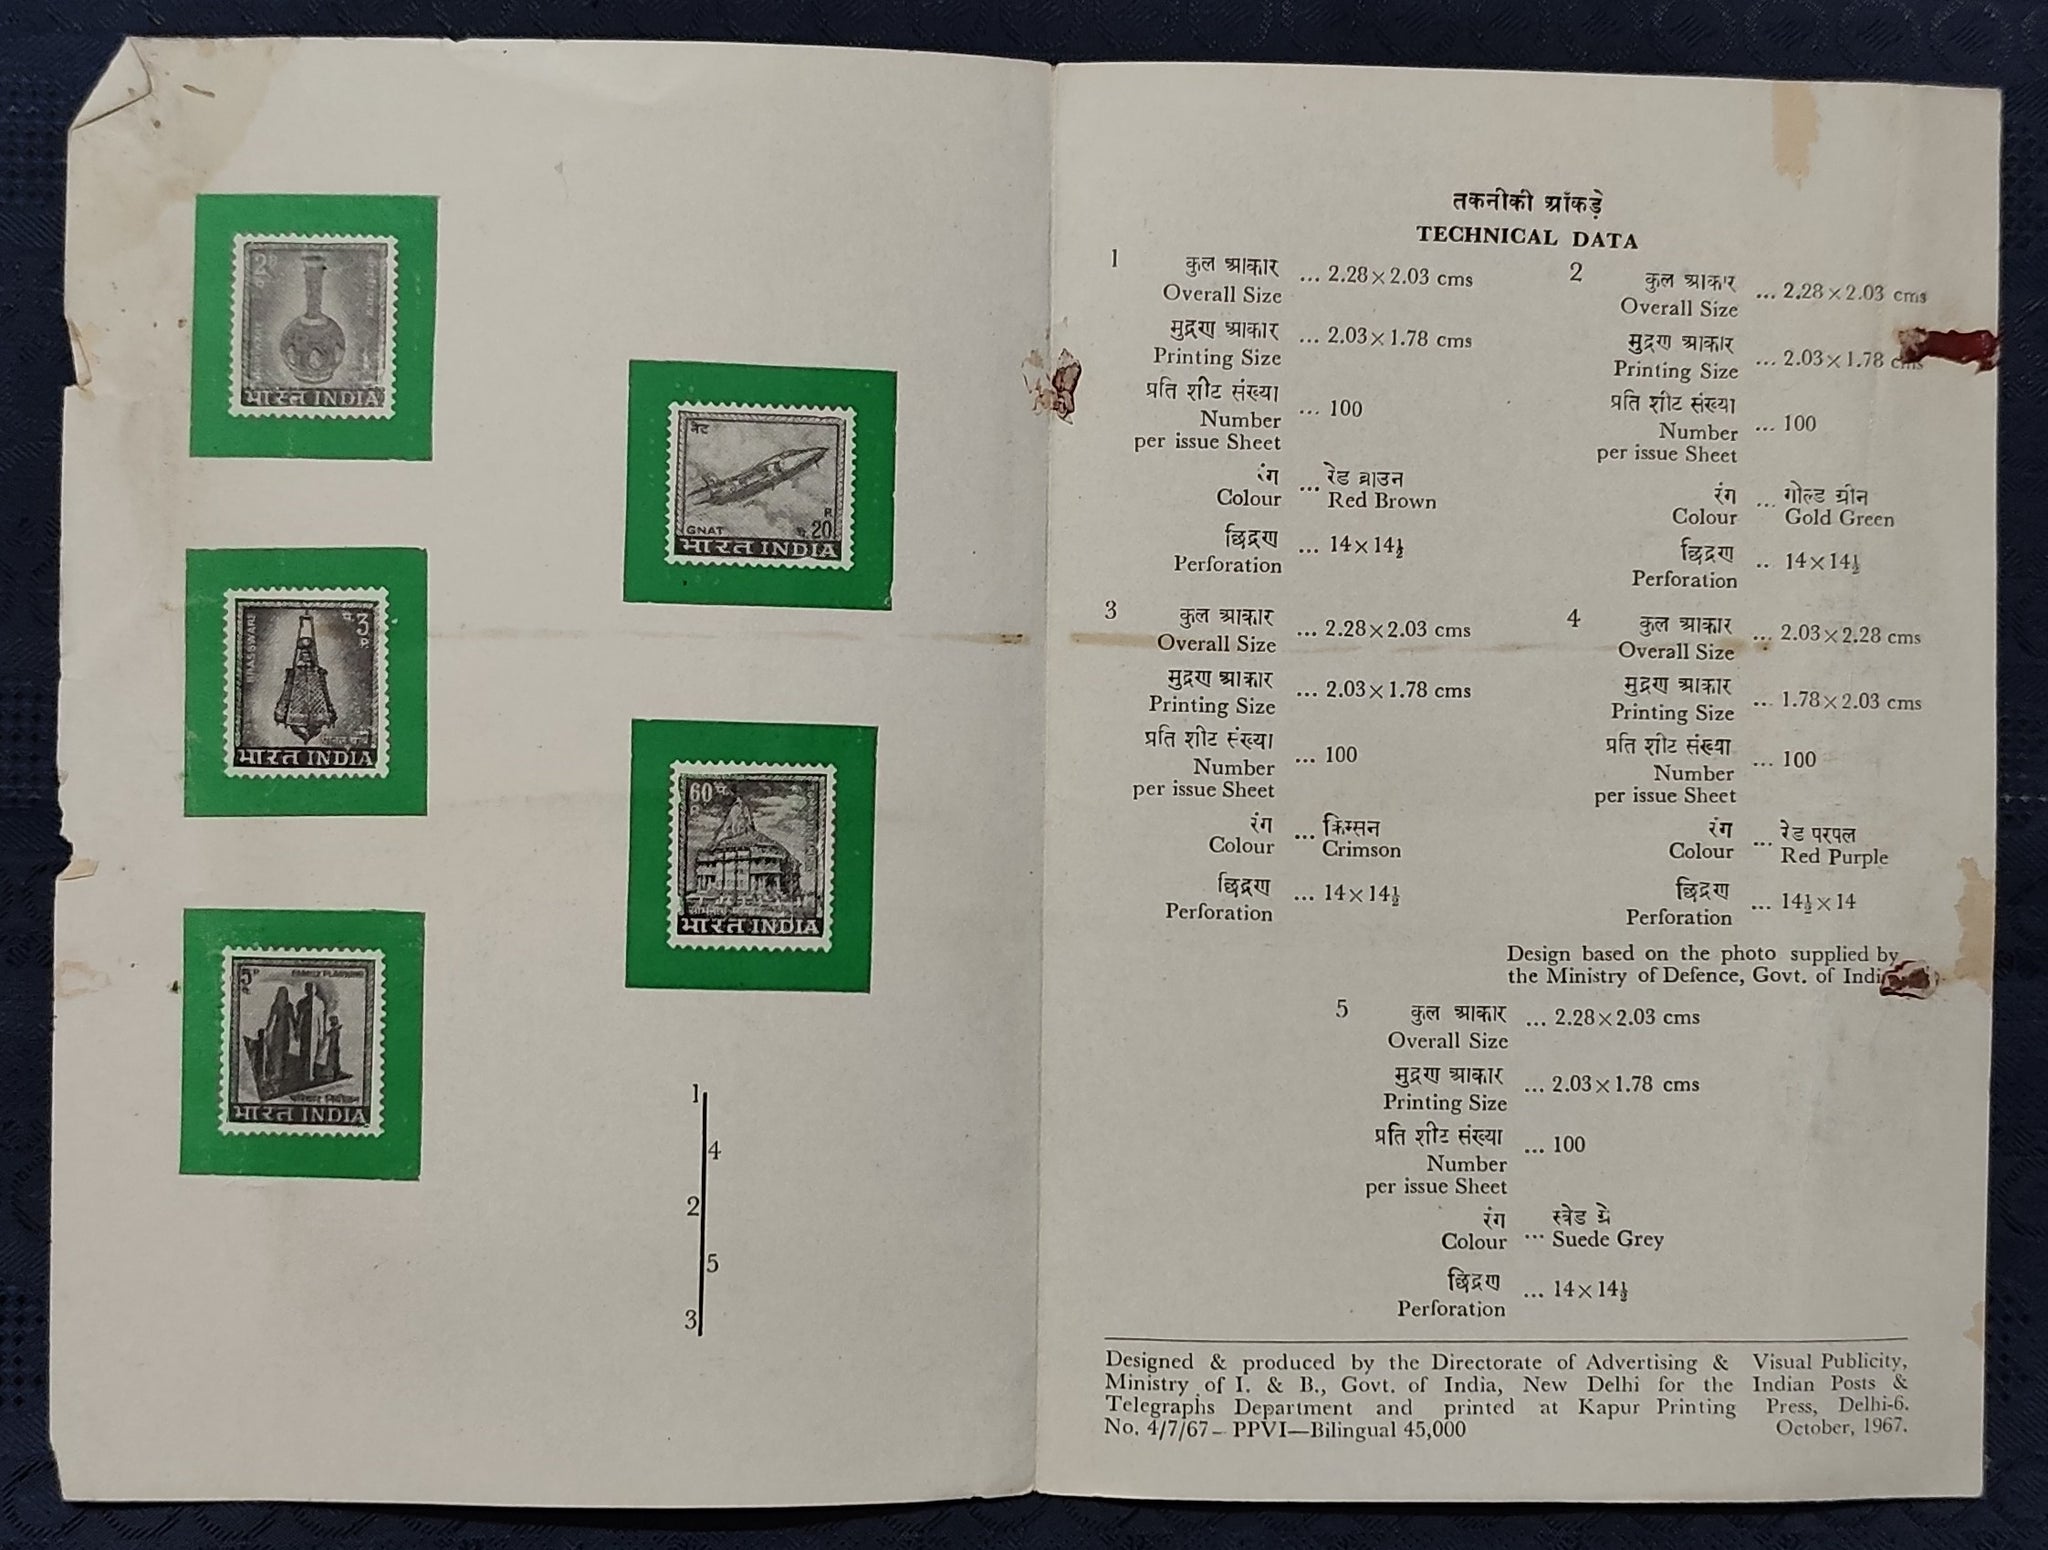 2
P
भारत INDIA
3
P
भारत INDIA
5
P
FAMILY PLANNING
भारत INDIA
नेट
GNAT
P
20
भारत INDIA
60
P
भारत INDIA
1
4
2
5
3
तकनीकी आँकड़े
TECHNICAL DATA
1
कुल आकार
Overall Size ... 2.28×2.03 cms
मुद्रण आकार
Printing Size ... 2.03×1.78 cms
प्रति शीट संख्या
Number
per issue Sheet ... 100
रंग
Colour ... रेड ब्राउन
Red Brown
छिद्रण
Perforation ... 14×14½
2
कुल आकार
Overall Size ... 2.28×2.03 cms
मुद्रण आकार
Printing Size ... 2.03×1.78 cms
प्रति शीट संख्या
Number
per issue Sheet ... 100
रंग
Colour ... गोल्ड ग्रीन
Gold Green
छिद्रण
Perforation .. 14×14½
3
कुल आकार
Overall Size ... 2.28×2.03 cms
मुद्रण आकार
Printing Size ... 2.03×1.78 cms
प्रति शीट संख्या
Number
per issue Sheet ... 100
रंग
Colour ... क्रिम्सन
Crimson
छिद्रण
Perforation ... 14×14½
4
कुल आकार
Overall Size ... 2.03×2.28 cms
मुद्रण आकार
Printing Size ... 1.78×2.03 cms
प्रति शीट संख्या
Number
per issue Sheet ... 100
रंग
Colour ... रेड परपल
Red Purple
छिद्रण
Perforation ... 14½×14
Design based on the photo supplied by
the Ministry of Defence, Govt. of
5
कुल आकार
Overall Size ... 2.28×2.03 cms
मुद्रण आकार
Printing Size ... 2.03×1.78 cms
प्रति शीट संख्या
Number
per issue Sheet ... 100
रंग
Colour ... स्वेड ग्रे
Suede Grey
छिद्रण
Perforation ... 14×14½
Designed & produced by the Directorate of Advertising & Visual Publicity,
Ministry of I. & B., Govt. of India, New Delhi for the Indian Posts &
Telegraphs Department and printed at Kapur Printing Press, Delhi-6.
No. 4/7/67– PPVI—Bilingual 45,000 October, 1967.